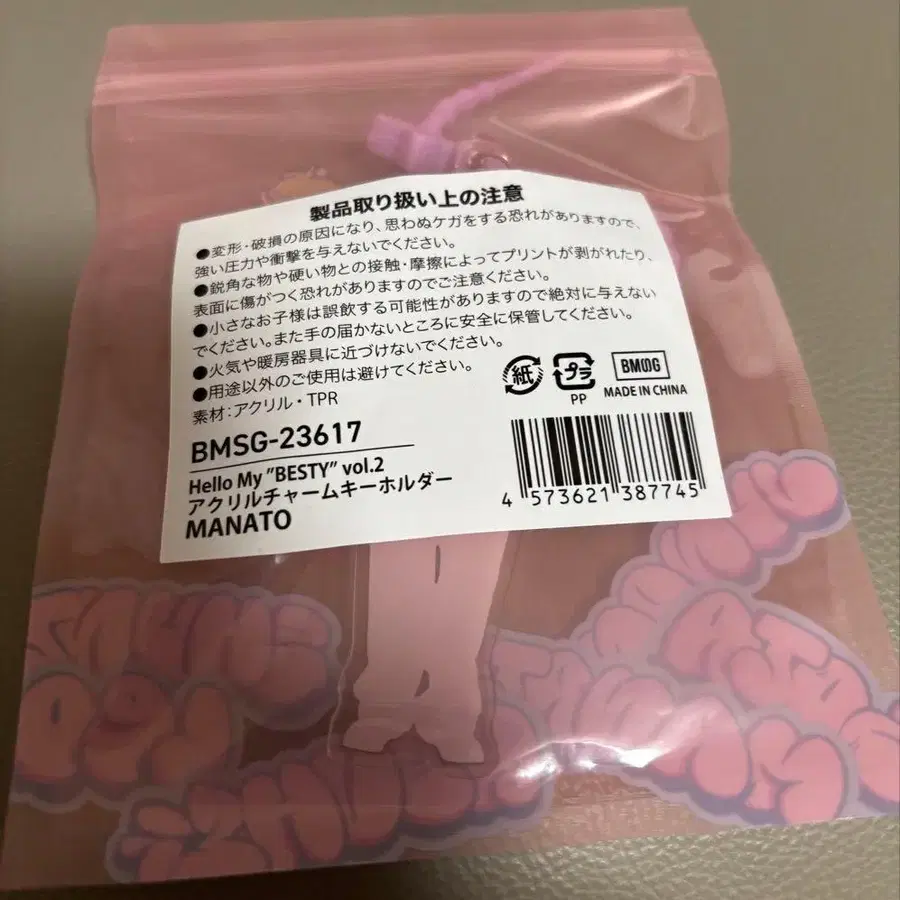 製品取り扱い上の注意
●変形・破損の原因になり、思わぬケガをする恐れがありますので、
強い圧力や衝撃を与えないでください。
●鋭角な物や硬い物との接触・摩擦によってプリントが剥がれたり、
表面に傷がつく恐れがありますのでご注意ください。
●小さなお子様は誤飲する可能性がありますので絶対に与えない
でください。また手の届かないところに安全に保管してください。
●火気や暖房器具に近づけないでください。
●用途以外のご使用は避けてください。
素材：アクリル・TPR
紙
プラ
PP
BMSG
MADE IN CHINA
BMSG-23617
Hello My "BESTY" vol.2
アクリルチャームキーホルダー
MANATO
4 573621 387745